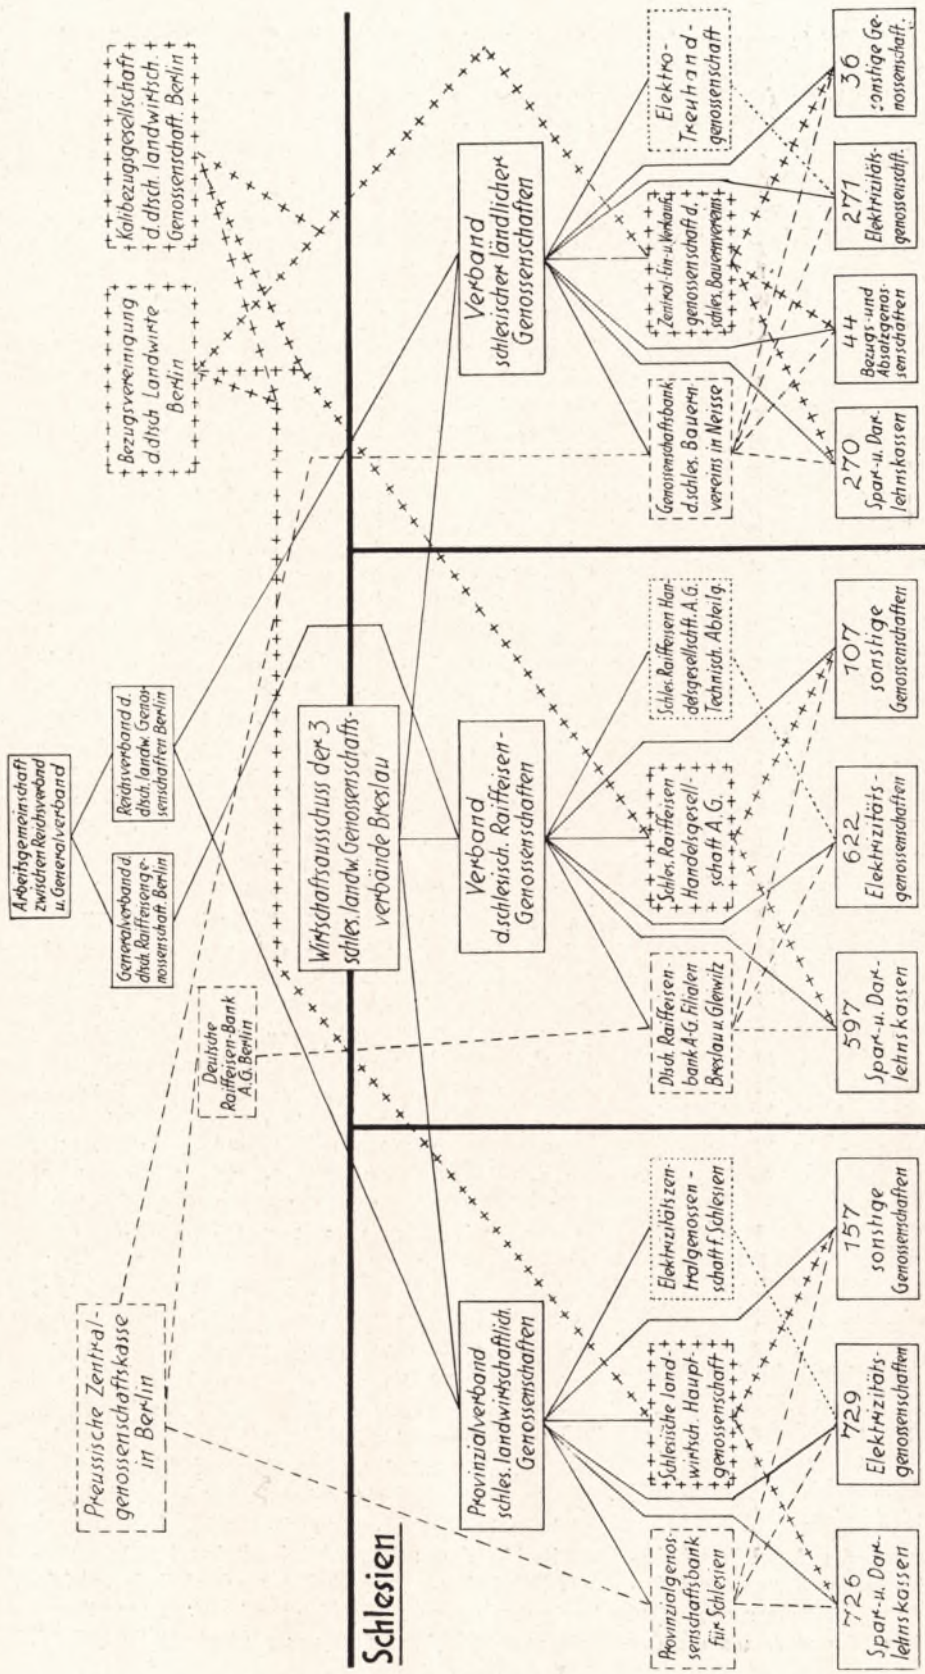 Arbeitsgemeinschaft
zwischen Reichsverband
u. Generalverband
Preussische Zentral-
genossenschaftskasse
in Berlin
Generalverband d.
dtsch. Raiffeisenge-
nossenschaft. Berlin
Reichsverband d.
dtsch. landw. Genos-
senschaften Berlin
Bezugsvereinigung
d. dtsch Landwirte
Berlin
Kalibezugsgesellschaft
d. dtsch. landwirtsch.
Genossenschaft. Berlin
Deutsche
Raiffeisen-Bank
A.G. Berlin
Schlesien
Wirtschaftsausschuss der 3
schles. landw. Genossenschafts-
verbände Breslau
Provinzialverband
schles. landwirtschaftlich.
Genossenschaften
Verband
d. schlesisch. Raiffeisen-
Genossenschaften
Verband
schlesischer ländlicher
Genossenschaften
Provinzialgenos-
senschaftsbank
für Schlesien
Schlesische land-
wirtsch. Haupt-
genossenschaft
Elektrizitätszen-
tralgenossen-
schaft f. Schlesien
Dtsch. Raiffeisen-
bank A-G. Filialen
Breslau u. Gleiwitz
Schles. Raiffeisen
Handelsgesell-
schaft A.G.
Schles. Raiffeisen Han-
delsgesellschft. A.G.
Technisch. Abteilg.
Genossenschaftsbank
d. schles. Bauern-
vereins in Neisse
Zentral-Ein-u. Verkaufs
genossenschaft d.
schles. Bauernvereins
Elektro-
Treuhand-
genossenschaft
726
Spar-u. Dar-
lehnskassen
729
Elektrizitäts-
genossenschaften
157
sonstige
Genossenschaften
597
Spar-u. Dar-
lehnskassen
622
Elektrizitäts-
genossenschaften
107
sonstige
Genossenschaften
270
Spar-u. Dar-
lehnskassen
44
Bezugs-und
Absatzgenos-
senschaften
271
Elektrizitäts-
genossenschft.
36
sonstige Ge-
nossenschaft.